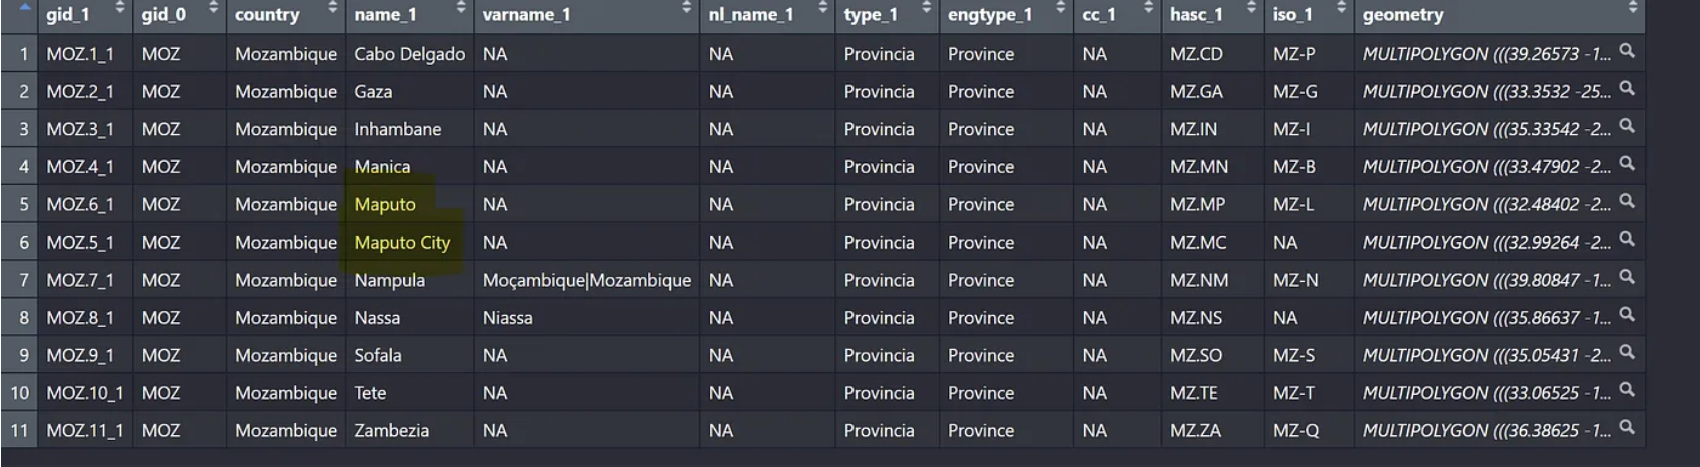 gid_1 gid_0 country name_1 varname_1 nl_name_1 type_1 engtype_1 cc_1 hasc_1 iso_1 geometry
1 MOZ.1_1 MOZ Mozambique Cabo Delgado NA NA Provincia Province NA MZ.CD MZ-P MULTIPOLYGON (((39.26573 -1...
2 MOZ.2_1 MOZ Mozambique Gaza NA NA Provincia Province NA MZ.GA MZ-G MULTIPOLYGON (((33.3532 -25...
3 MOZ.3_1 MOZ Mozambique Inhambane NA NA Provincia Province NA MZ.IN MZ-I MULTIPOLYGON (((35.33542 -2...
4 MOZ.4_1 MOZ Mozambique Manica NA NA Provincia Province NA MZ.MN MZ-B MULTIPOLYGON (((33.47902 -2...
5 MOZ.6_1 MOZ Mozambique Maputo NA NA Provincia Province NA MZ.MP MZ-L MULTIPOLYGON (((32.48402 -2...
6 MOZ.5_1 MOZ Mozambique Maputo City NA NA Provincia Province NA MZ.MC NA MULTIPOLYGON (((32.99264 -2...
7 MOZ.7_1 MOZ Mozambique Nampula Moçambique|Mozambique NA Provincia Province NA MZ.NM MZ-N MULTIPOLYGON (((39.80847 -1...
8 MOZ.8_1 MOZ Mozambique Nassa Niassa NA Provincia Province NA MZ.NS NA MULTIPOLYGON (((35.86637 -1...
9 MOZ.9_1 MOZ Mozambique Sofala NA NA Provincia Province NA MZ.SO MZ-S MULTIPOLYGON (((35.05431 -2...
10 MOZ.10_1 MOZ Mozambique Tete NA NA Provincia Province NA MZ.TE MZ-T MULTIPOLYGON (((33.06525 -1...
11 MOZ.11_1 MOZ Mozambique Zambezia NA NA Provincia Province NA MZ.ZA MZ-Q MULTIPOLYGON (((36.38625 -1...